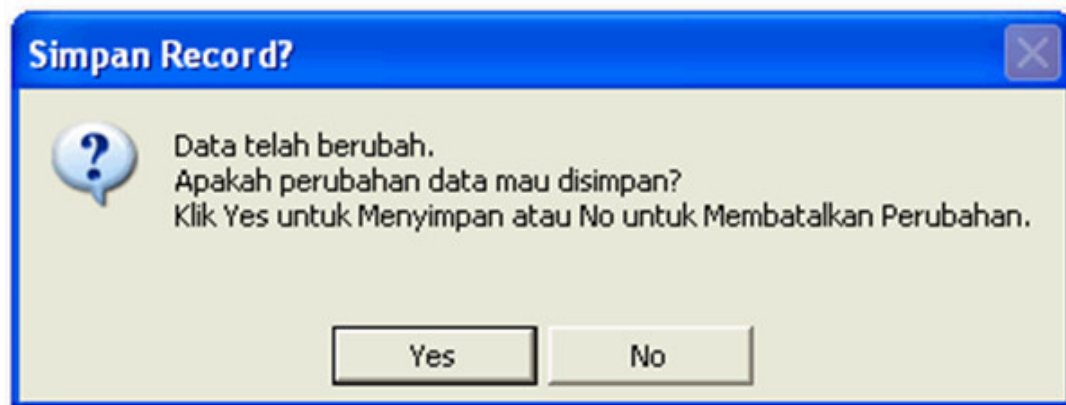 Simpan Record?
Data telah berubah.
Apakah perubahan data mau disimpan?
Klik Yes untuk Menyimpan atau No untuk Membatalkan Perubahan.
Yes No